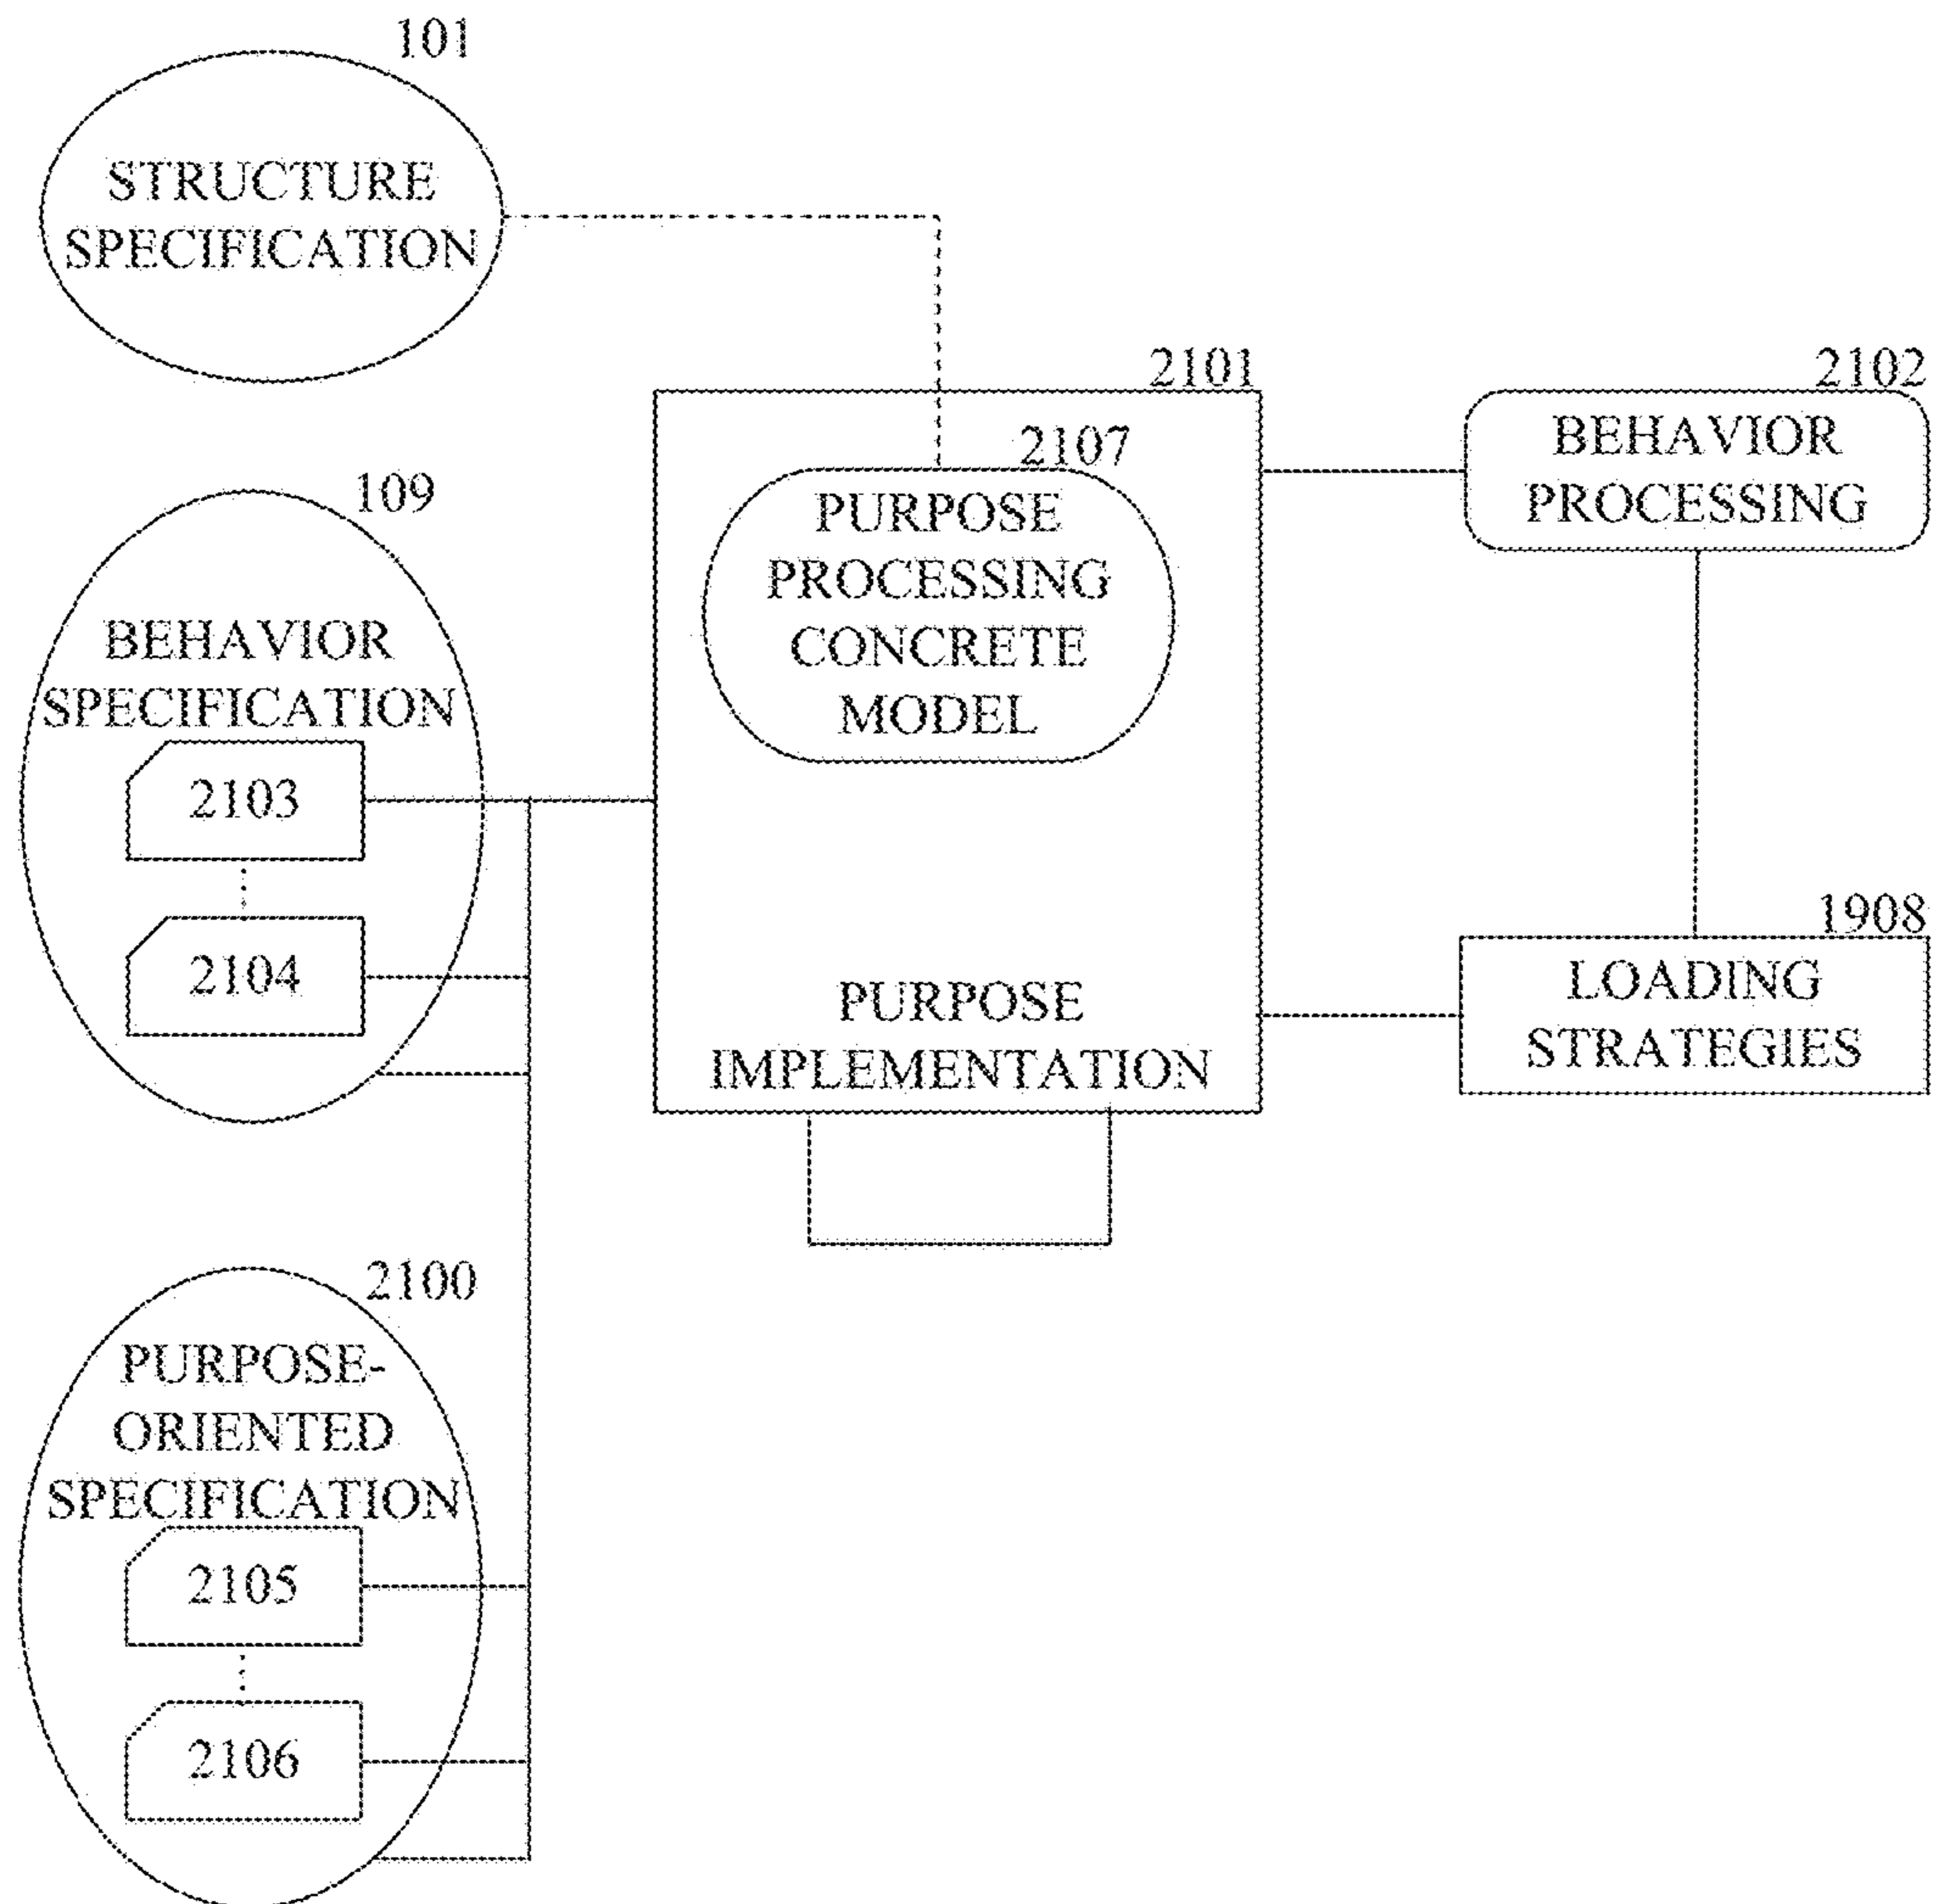 101
STRUCTURE
SPECIFICATION
2101
2102
BEHAVIOR
PROCESSING
2107
PURPOSE
PROCESSING
CONCRETE
MODEL
109
BEHAVIOR
SPECIFICATION
2103
2104
1908
LOADING
STRATEGIES
PURPOSE
IMPLEMENTATION
2100
PURPOSE-
ORIENTED
SPECIFICATION
2105
2106